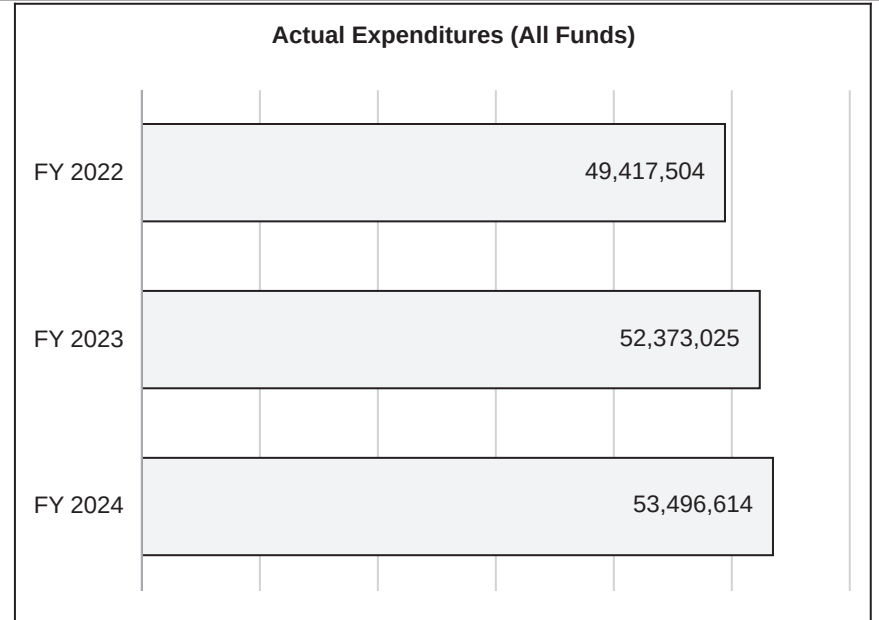 Actual Expenditures (All Funds)
FY 2022
49,417,504
FY 2023
52,373,025
FY 2024
53,496,614